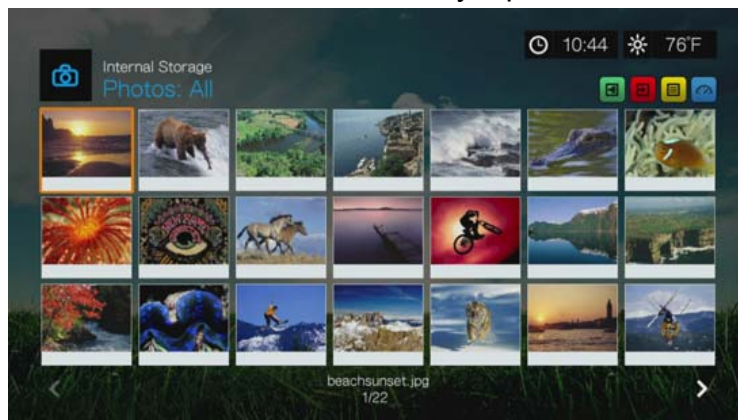 10:44 76°F
Internal Storage
Photos: All
beachsunset.jpg
1/22